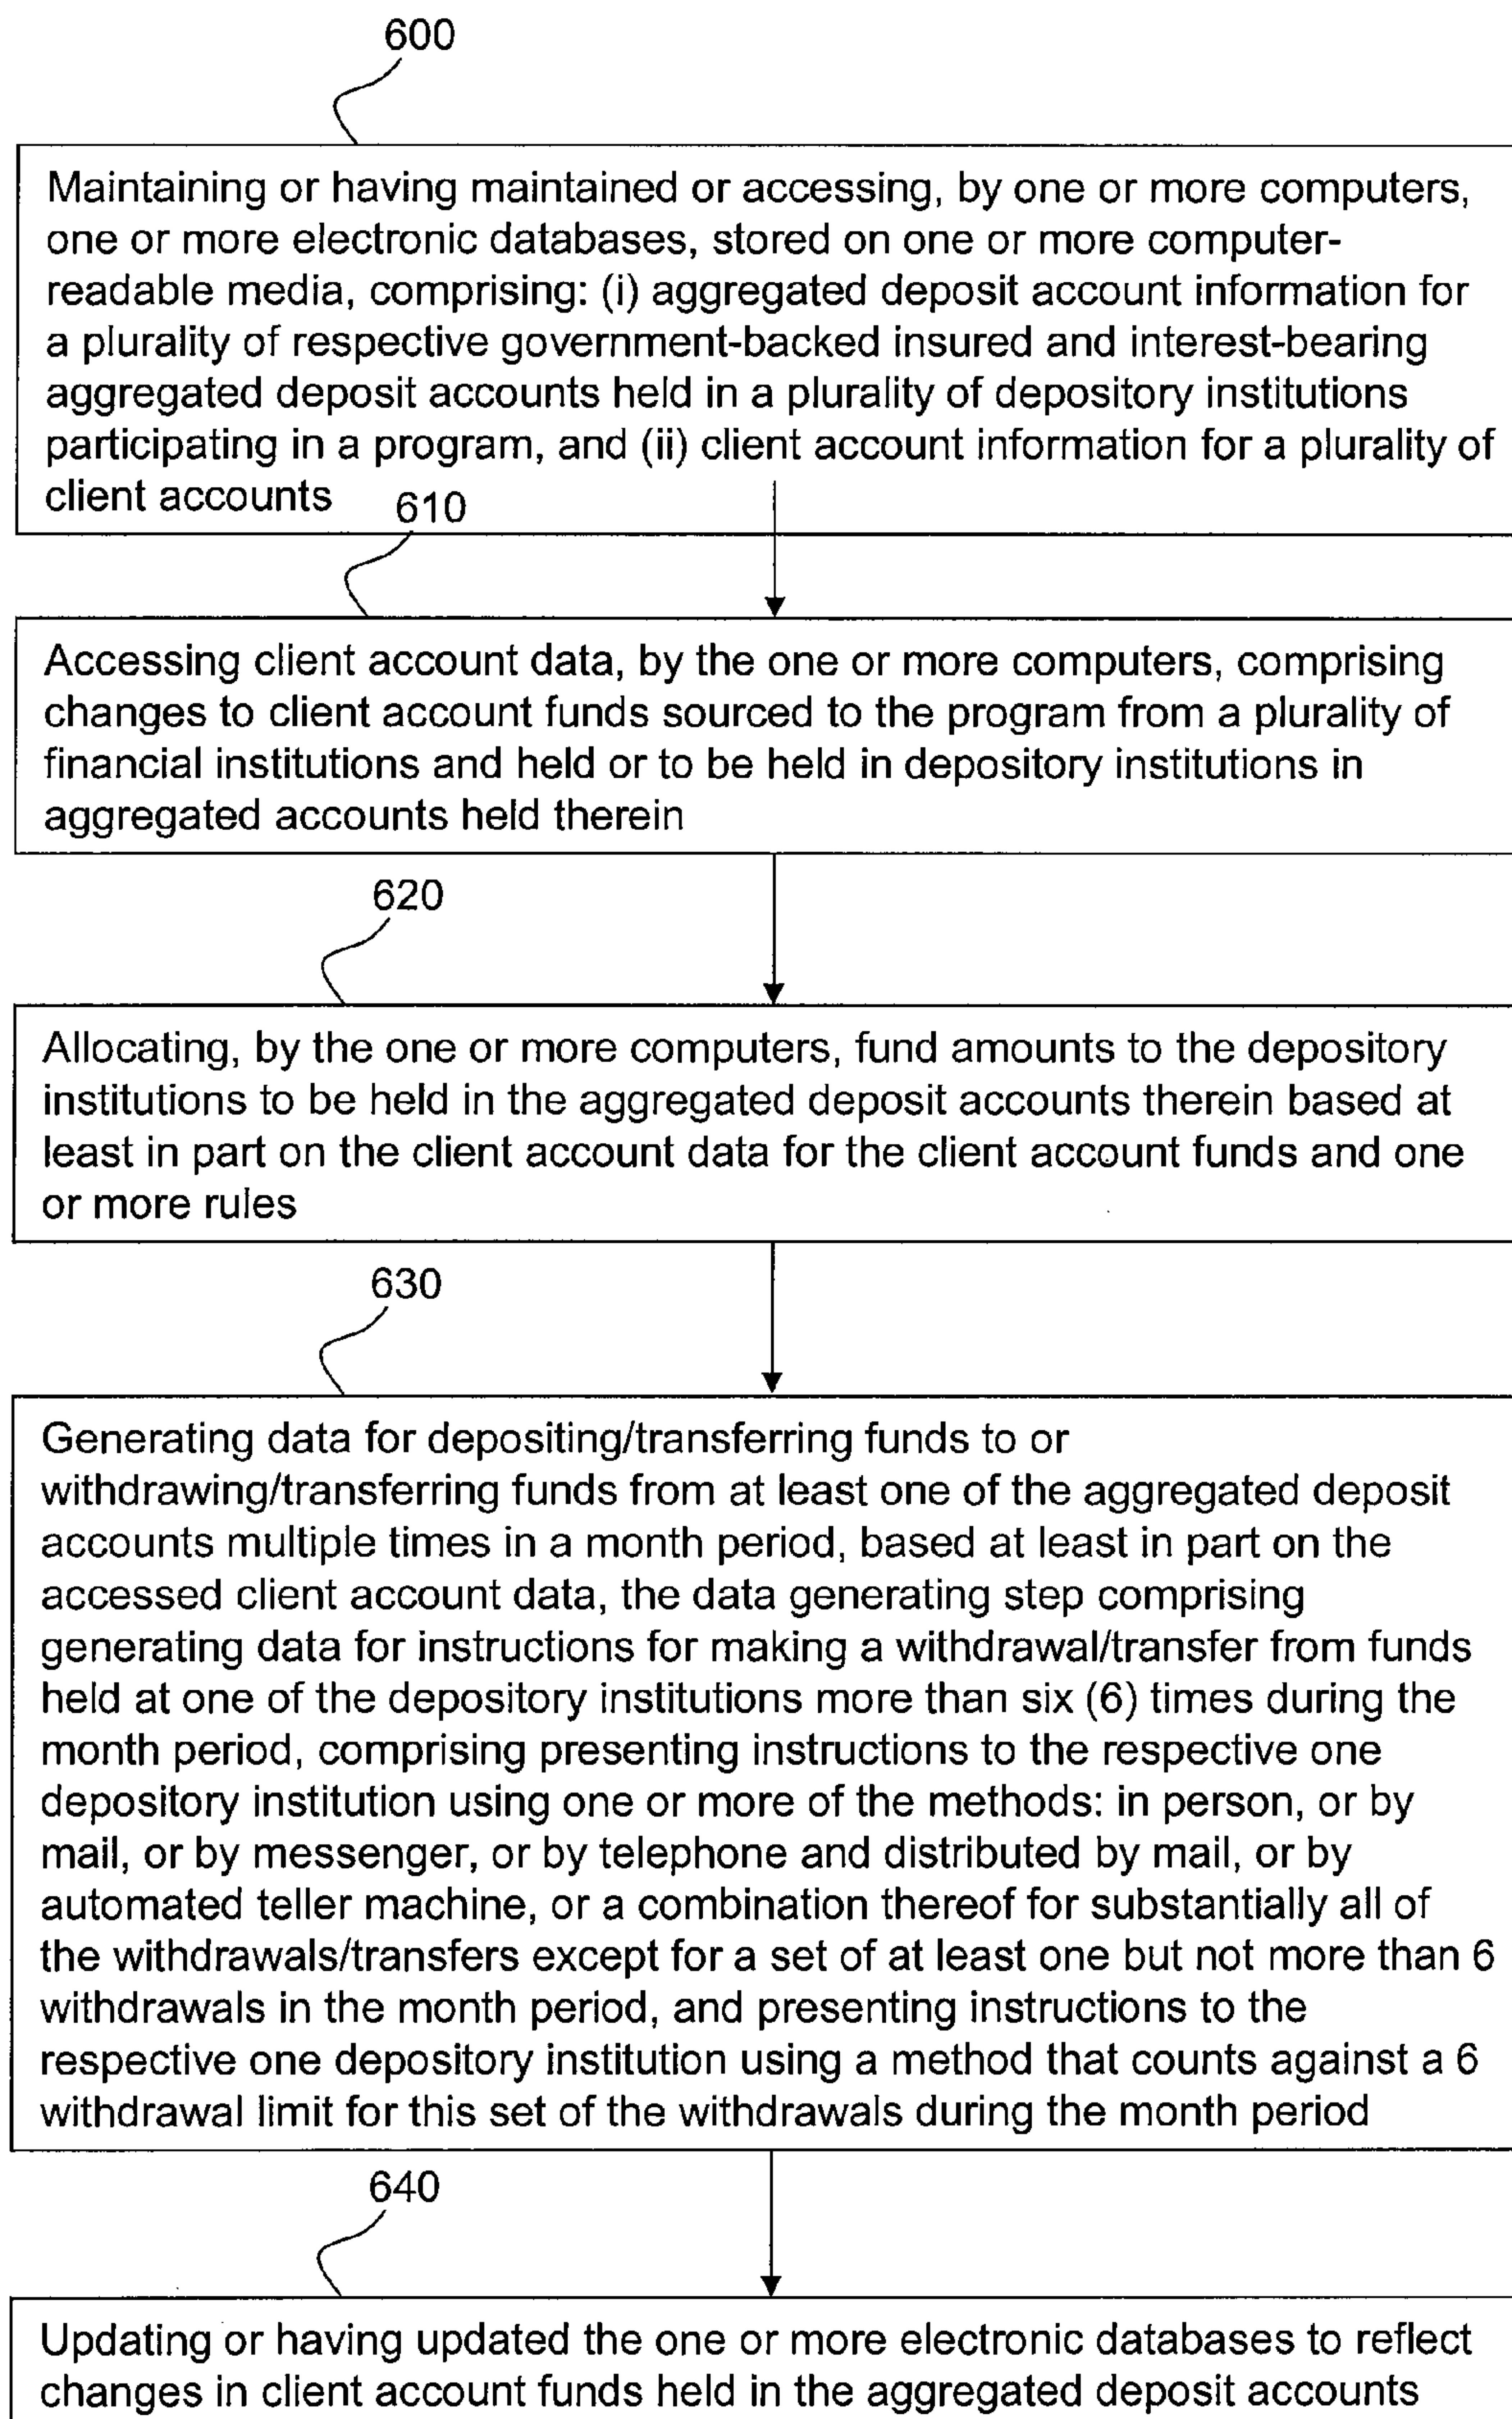 600
Maintaining or having maintained or accessing, by one or more computers,
one or more electronic databases, stored on one or more computer-
readable media, comprising: (i) aggregated deposit account information for
a plurality of respective government-backed insured and interest-bearing
aggregated deposit accounts held in a plurality of depository institutions
participating in a program, and (ii) client account information for a plurality of
client accounts
610
Accessing client account data, by the one or more computers, comprising
changes to client account funds sourced to the program from a plurality of
financial institutions and held or to be held in depository institutions in
aggregated accounts held therein
620
Allocating, by the one or more computers, fund amounts to the depository
institutions to be held in the aggregated deposit accounts therein based at
least in part on the client account data for the client account funds and one
or more rules
630
Generating data for depositing/transferring funds to or
withdrawing/transferring funds from at least one of the aggregated deposit
accounts multiple times in a month period, based at least in part on the
accessed client account data, the data generating step comprising
generating data for instructions for making a withdrawal/transfer from funds
held at one of the depository institutions more than six (6) times during the
month period, comprising presenting instructions to the respective one
depository institution using one or more of the methods: in person, or by
mail, or by messenger, or by telephone and distributed by mail, or by
automated teller machine, or a combination thereof for substantially all of
the withdrawals/transfers except for a set of at least one but not more than 6
withdrawals in the month period, and presenting instructions to the
respective one depository institution using a method that counts against a 6
withdrawal limit for this set of the withdrawals during the month period
640
Updating or having updated the one or more electronic databases to reflect
changes in client account funds held in the aggregated deposit accounts